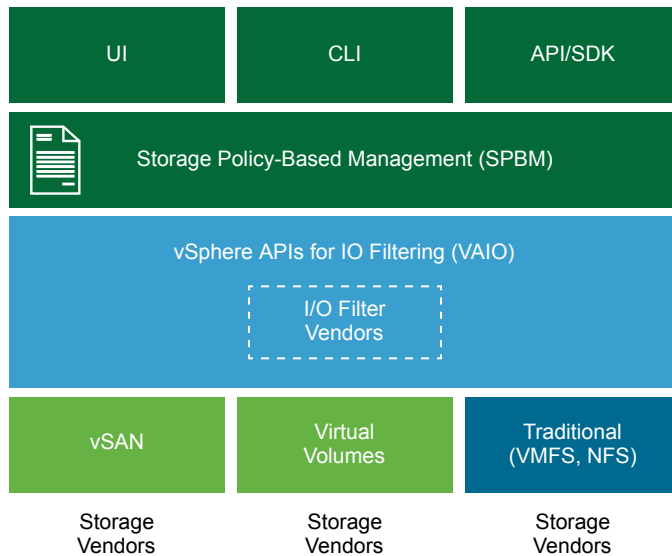 UI
CLI
API/SDK
Storage Policy-Based Management (SPBM)
vSphere APIs for IO Filtering (VAIO)
I/O Filter
Vendors
vSAN
Virtual
Volumes
Traditional
(VMFS, NFS)
Storage
Vendors
Storage
Vendors
Storage
Vendors